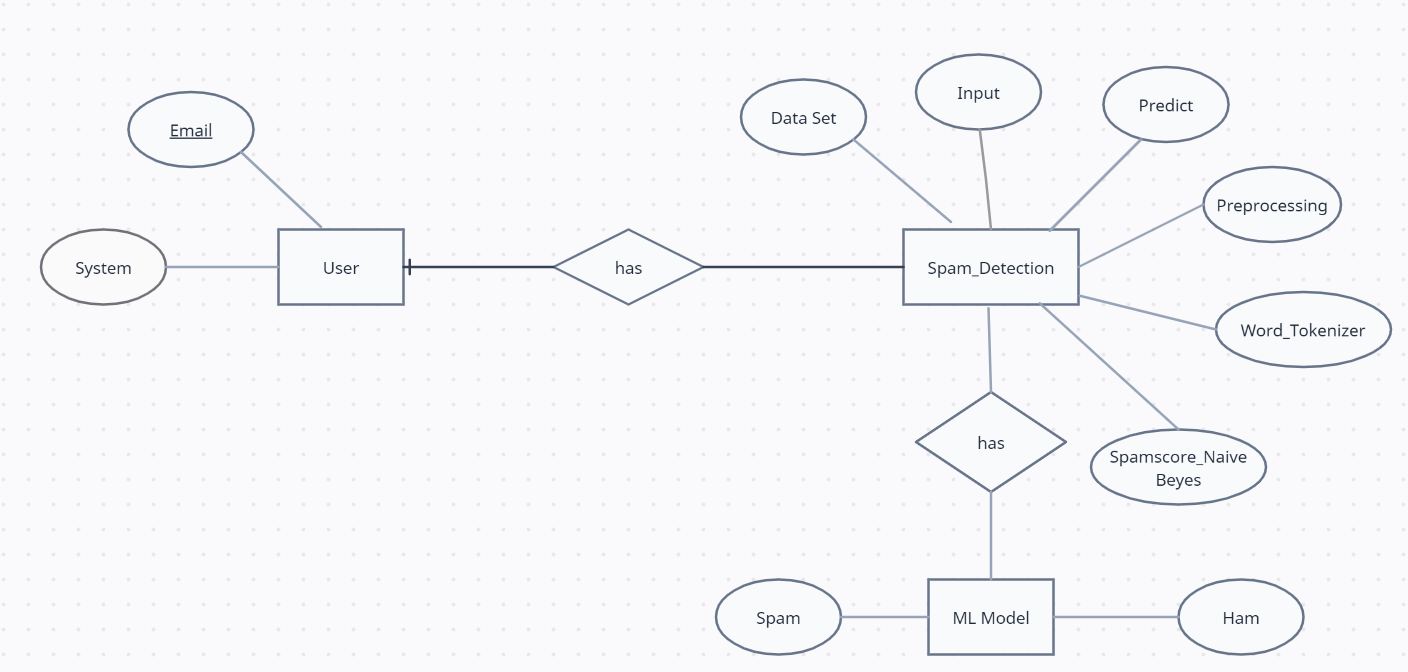 Input
Predict
Data Set
Email
Preprocessing
System
User
has
Spam_Detection
Word_Tokenizer
has
Spamscore_Naive
Beyes
Spam
ML Model
Ham